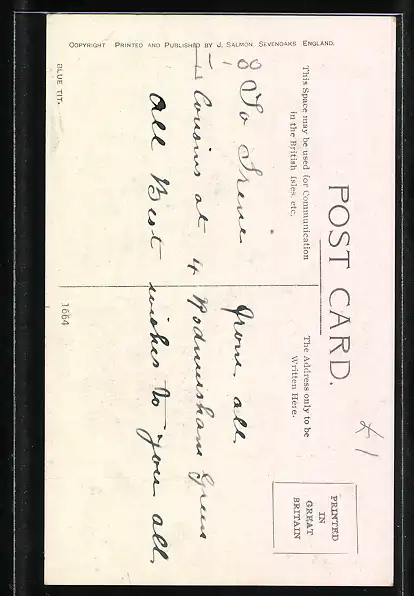 POST CARD.
This Space may be used for Communication
in the British Isles, etc.
The Address only to be
Written Here.
PRINTED
IN
GREAT
BRITAIN
To Irene from all
Cousins at 4 Rodmersham Green
All Best wishes to you all.
BLUE TIT.
1664
COPYRIGHT PRINTED AND PUBLISHED BY J. SALMON, SEVENOAKS ENGLAND.